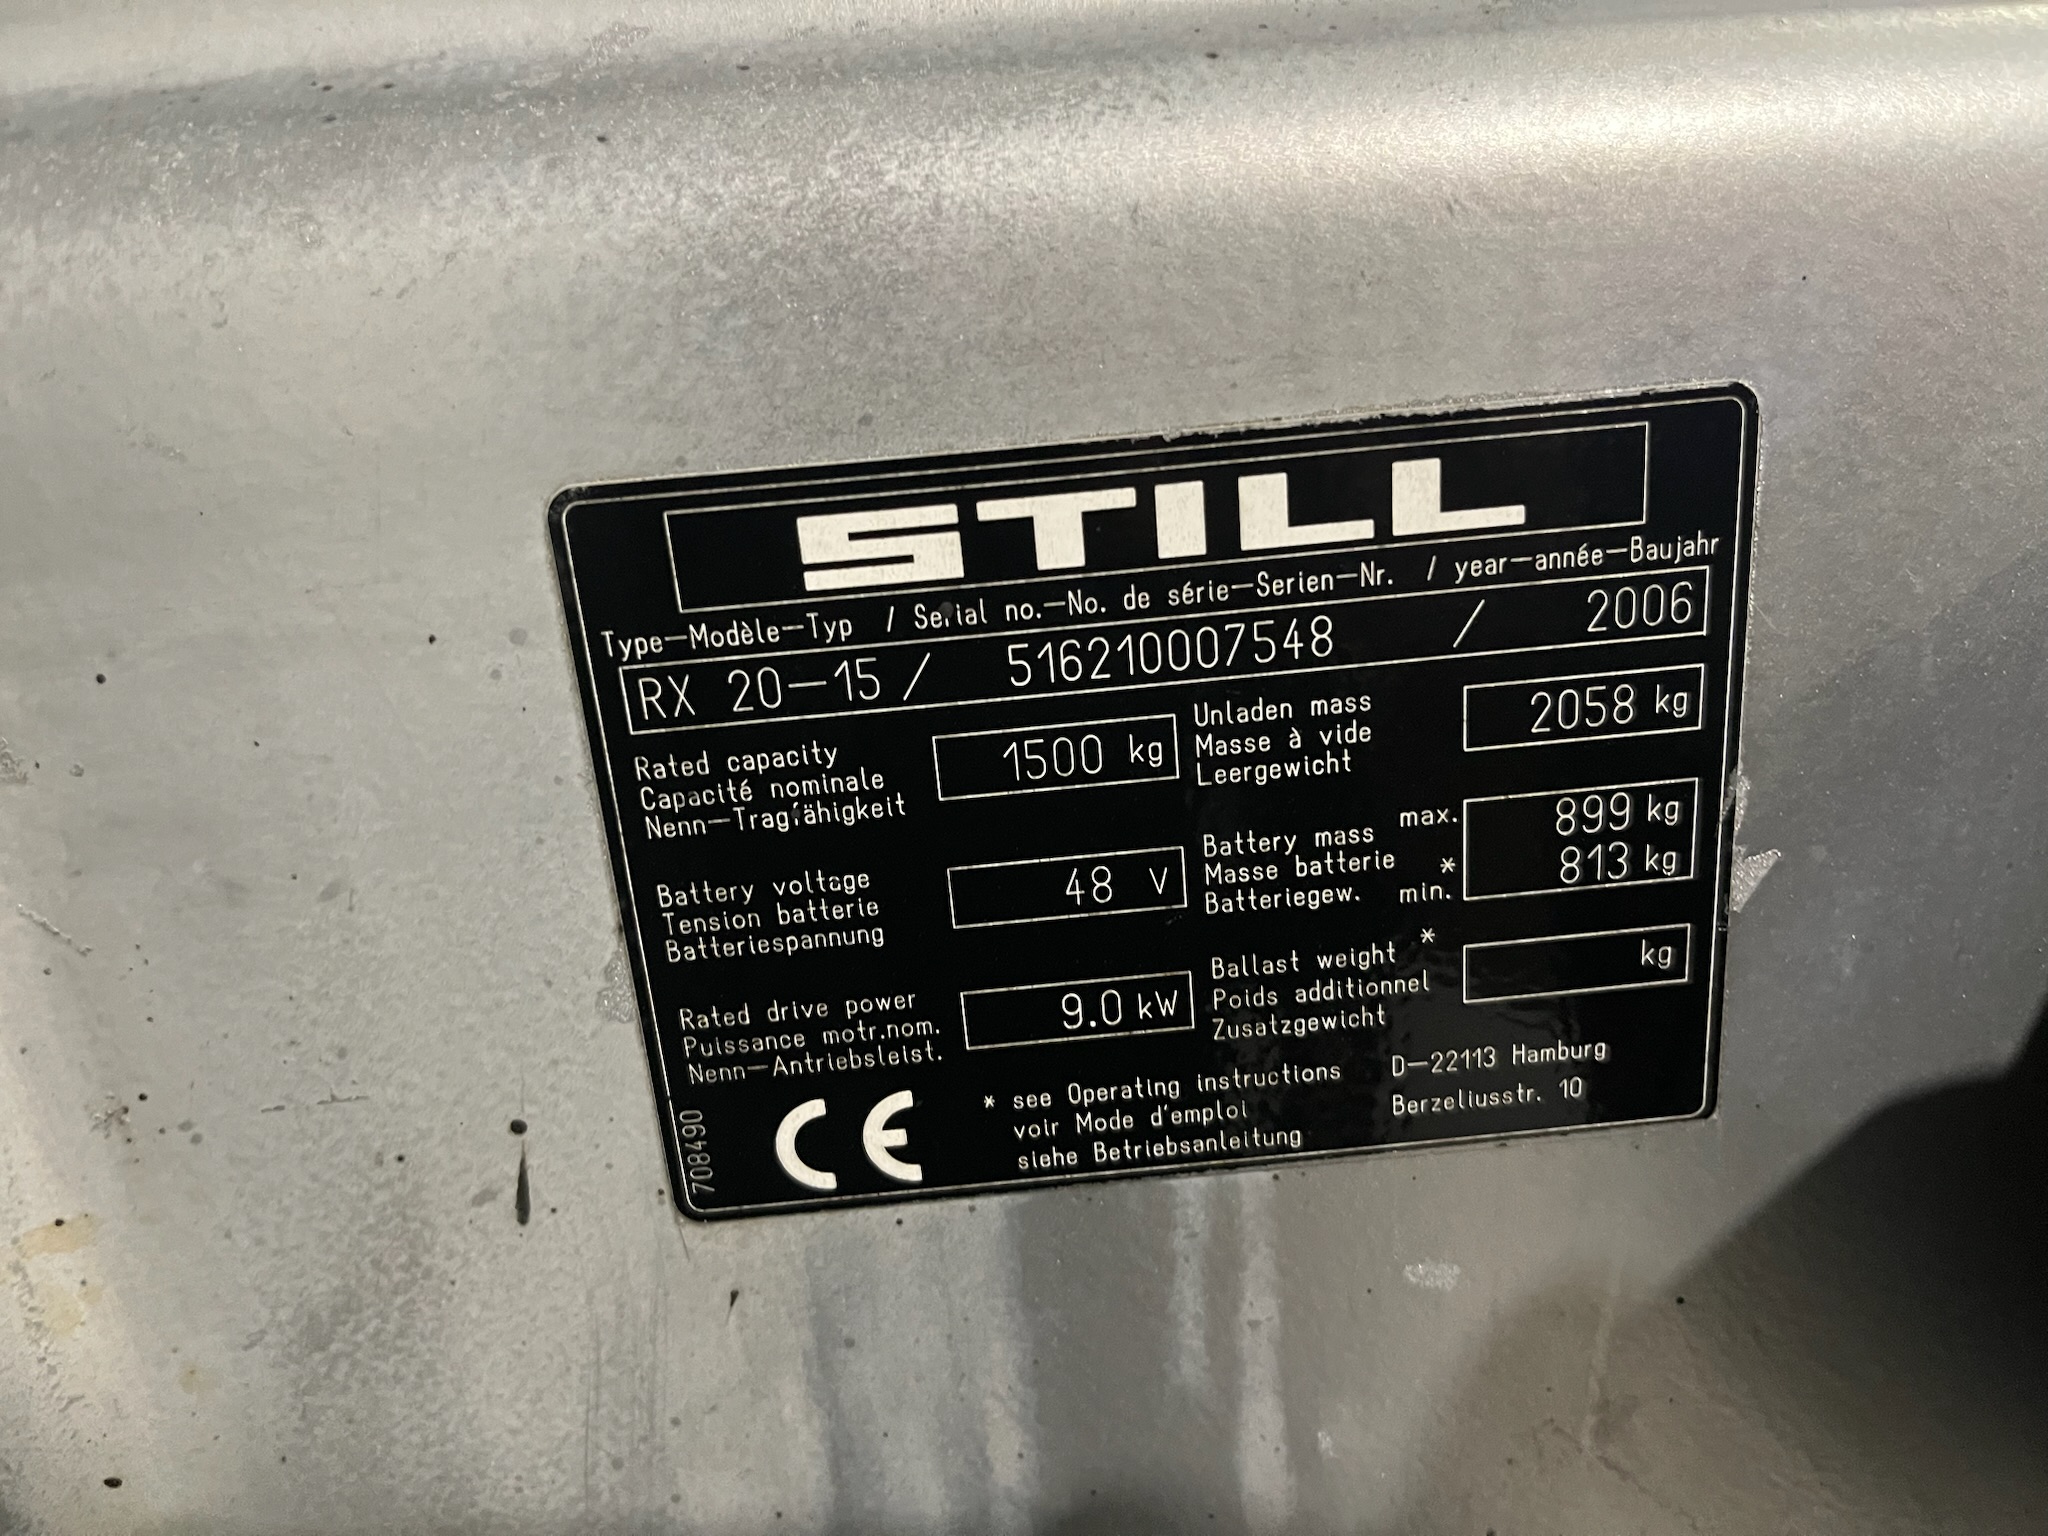 STILL
Type—Modèle—Typ / Serial no.—No. de série—Serien—Nr. / year—année—Baujahr
RX 20—15 / 516210007548 / 2006
Rated capacity
Capacité nominale
Nenn—Tragfähigkeit
1500 kg
Unladen mass
Masse à vide
Leergewicht
2058 kg
Battery voltage
Tension batterie
Batteriespannung
48 V
Battery mass max.
Masse batterie *
Batteriegew. min.
899 kg
813 kg
Rated drive power
Puissance motr.nom.
Nenn—Antriebsleist.
9.0 kW
Ballast weight *
Poids additionnel
Zusatzgewicht
kg
708490
CE
* see Operating instructions
voir Mode d'emploi
siehe Betriebsanleitung
D—22113 Hamburg
Berzeliusstr. 10